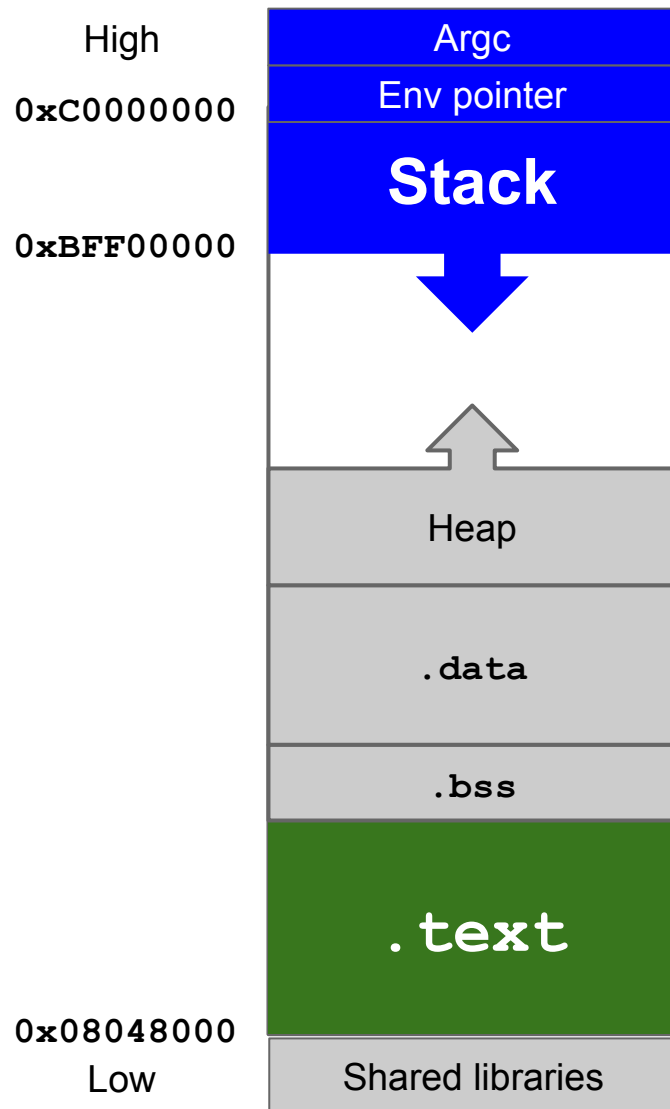 High
Argc
0xC0000000
Env pointer
Stack
0xBFF00000
Heap
.data
.bss
.text
0x08048000
Low
Shared libraries